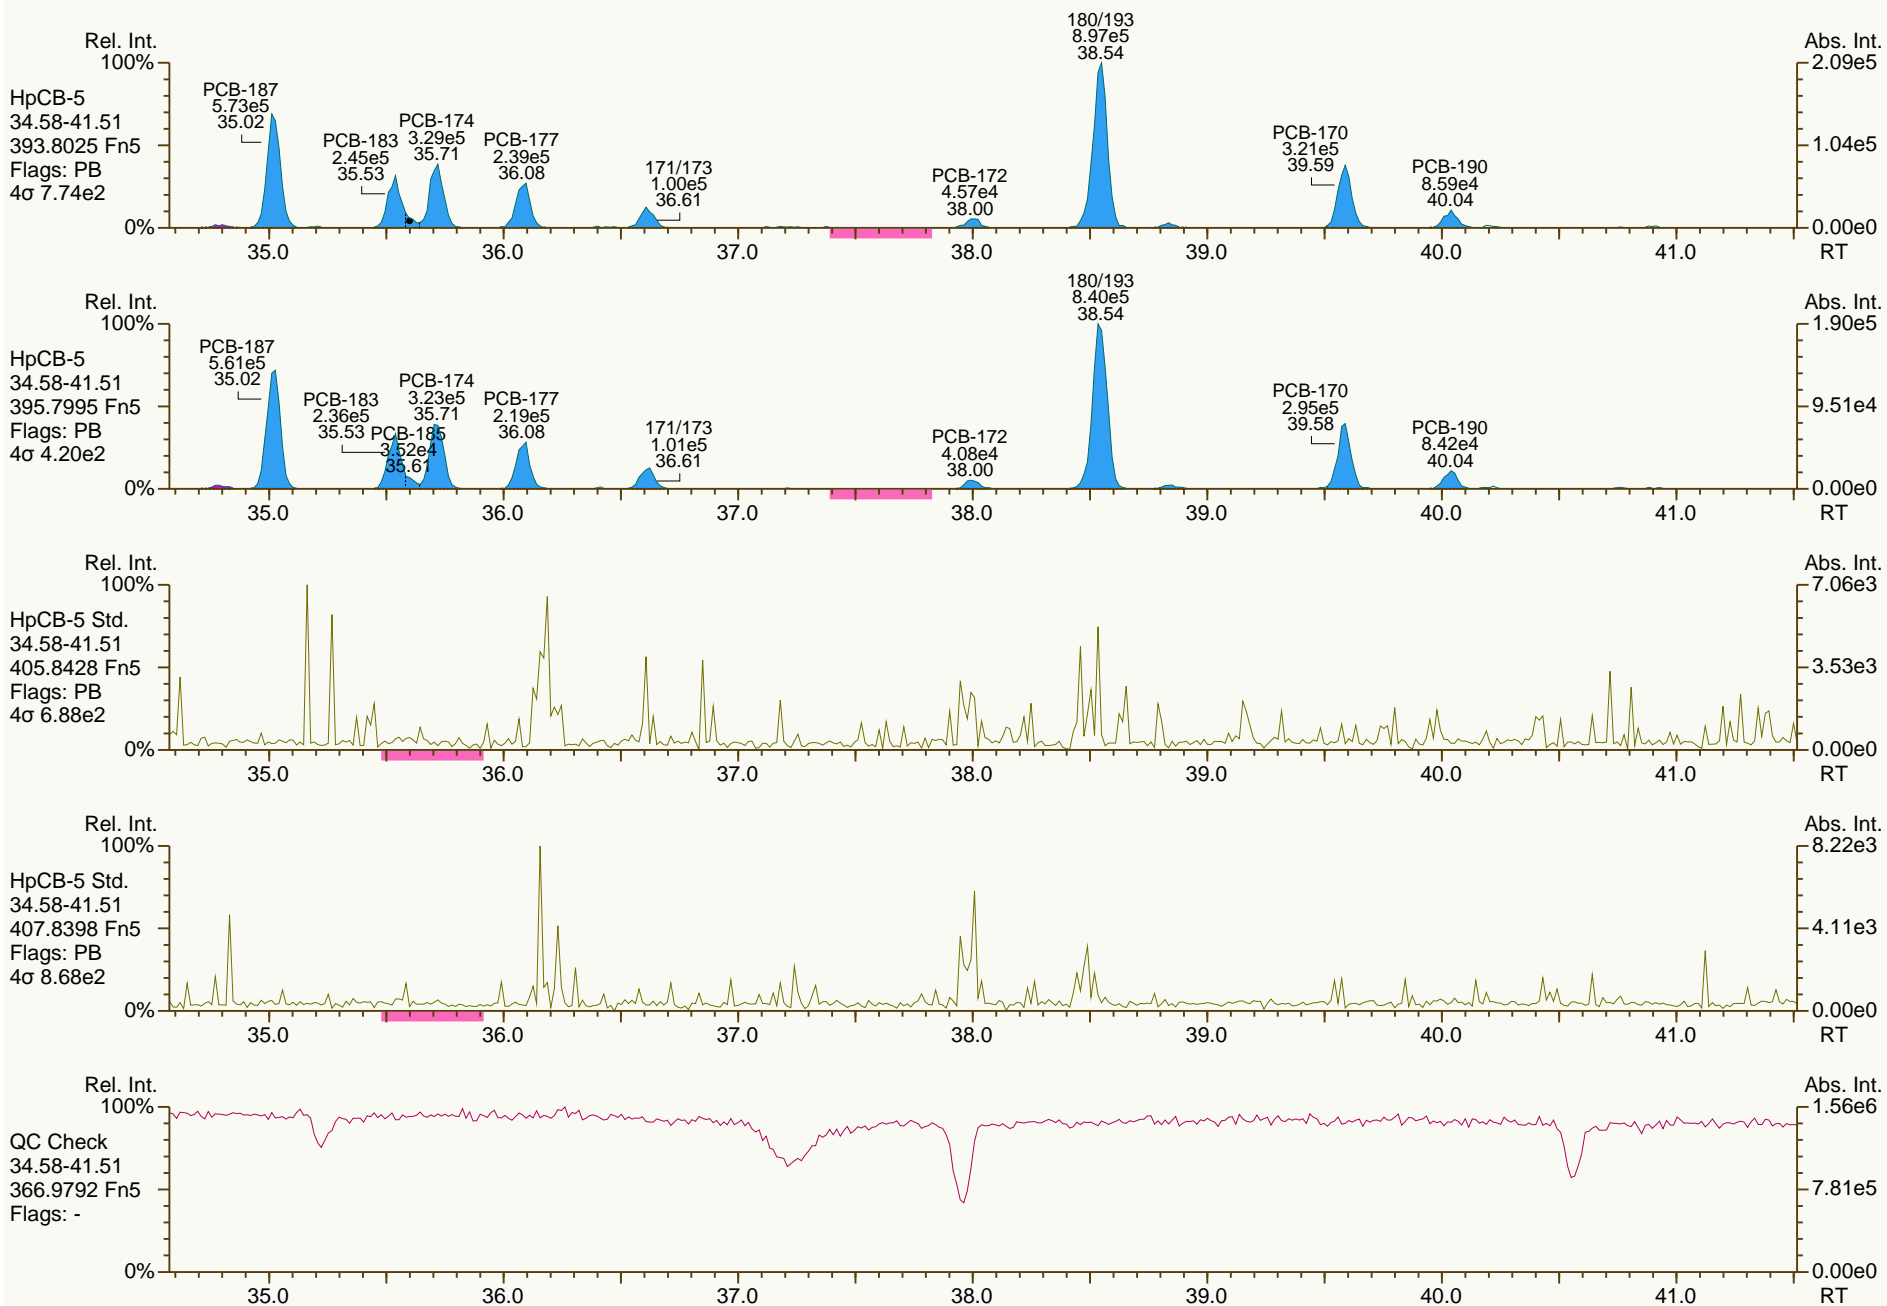 Rel. Int.
100%
0%
HpCB-5
34.58-41.51
393.8025 Fn5
Flags: PB
4σ 7.74e2
PCB-187
5.73e5
35.02
PCB-183
2.45e5
35.53
PCB-174
3.29e5
35.71
PCB-177
2.39e5
36.08
171/173
1.00e5
36.61
PCB-172
4.57e4
38.00
180/193
8.97e5
38.54
PCB-170
3.21e5
39.59
PCB-190
8.59e4
40.04
Abs. Int.
2.09e5
1.04e5
0.00e0
35.0 36.0 37.0 38.0 39.0 40.0 41.0 RT
Rel. Int.
100%
0%
HpCB-5
34.58-41.51
395.7995 Fn5
Flags: PB
4σ 4.20e2
PCB-187
5.61e5
35.02
PCB-183
2.36e5
35.53
PCB-185
3.52e4
35.61
PCB-174
3.23e5
35.71
PCB-177
2.19e5
36.08
171/173
1.01e5
36.61
PCB-172
4.08e4
38.00
180/193
8.40e5
38.54
PCB-170
2.95e5
39.58
PCB-190
8.42e4
40.04
Abs. Int.
1.90e5
9.51e4
0.00e0
35.0 36.0 37.0 38.0 39.0 40.0 41.0 RT
Rel. Int.
100%
0%
HpCB-5 Std.
34.58-41.51
405.8428 Fn5
Flags: PB
4σ 6.88e2
Abs. Int.
7.06e3
3.53e3
0.00e0
35.0 36.0 37.0 38.0 39.0 40.0 41.0 RT
Rel. Int.
100%
0%
HpCB-5 Std.
34.58-41.51
407.8398 Fn5
Flags: PB
4σ 8.68e2
Abs. Int.
8.22e3
4.11e3
0.00e0
35.0 36.0 37.0 38.0 39.0 40.0 41.0 RT
Rel. Int.
100%
0%
QC Check
34.58-41.51
366.9792 Fn5
Flags: -
Abs. Int.
1.56e6
7.81e5
0.00e0
35.0 36.0 37.0 38.0 39.0 40.0 41.0 RT